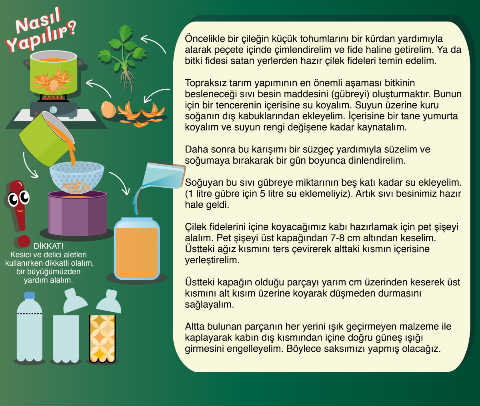 Nasıl
Yapılır?
Öncelikle bir çileğin küçük tohumlarını bir kürdan yardımıyla
alarak peçete içinde çimlendirelim ve fide haline getirelim. Ya da
bitki fidesi satan yerlerden hazır çilek fideleri temin edelim.
Topraksız tarım yapımının en önemli aşaması bitkinin
besleneceği sıvı besin maddesini (gübreyi) oluşturmaktır. Bunun
için bir tencerenin içerisine su koyalım. Suyun üzerine kuru
soğanın dış kabuklarından ekleyelim. İçerisine bir tane yumurta
koyalım ve suyun rengi değişene kadar kaynatalım.
Daha sonra bu karışımı bir süzgeç yardımıyla süzelim ve
soğumaya bırakarak bir gün boyunca dinlendirelim.
Soğuyan bu sıvı gübreye miktarının beş katı kadar su ekleyelim.
(1 litre gübre için 5 litre su eklemeliyiz). Artık sıvı besinimiz hazır
hale geldi.
Çilek fidelerini içine koyacağımız kabı hazırlamak için pet şişeyi
alalım. Pet şişeyi üst kapağından 7-8 cm altından keselim.
Üstteki ağız kısmını ters çevirerek alttaki kısmın içerisine
yerleştirelim.
Üstteki kapağın olduğu parçayı yarım cm üzerinden keserek üst
kısmını alt kısım üzerine koyarak düşmeden durmasını
sağlayalım.
Altta bulunan parçanın her yerini ışık geçirmeyen malzeme ile
kaplayarak kabın dış kısmından içine doğru güneş ışığı
girmesini engelleyelim. Böylece saksımızı yapmış olacağız.
DİKKAT!
Kesici ve delici aletleri
kullanırken dikkatli olalım,
bir büyüğümüzden
yardım alalım.